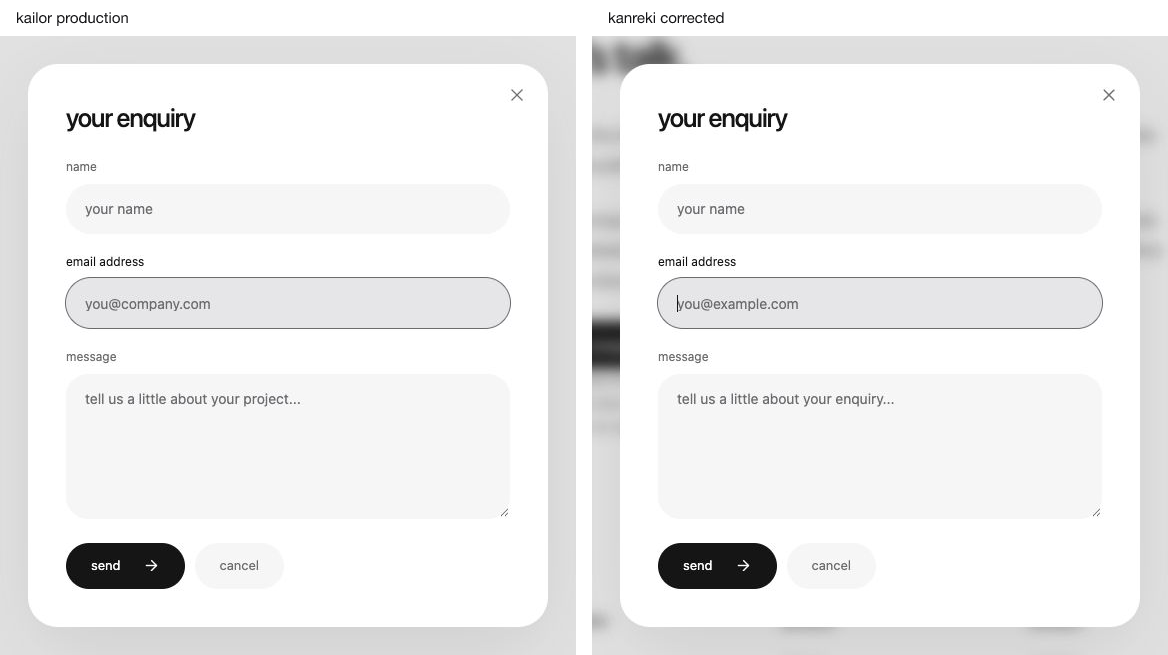 kailor production
your enquiry
name
your name
email address
you@company.com
message
tell us a little about your project...
send
cancel
kanreki corrected
your enquiry
name
your name
email address
you@example.com
message
tell us a little about your enquiry...
send
cancel